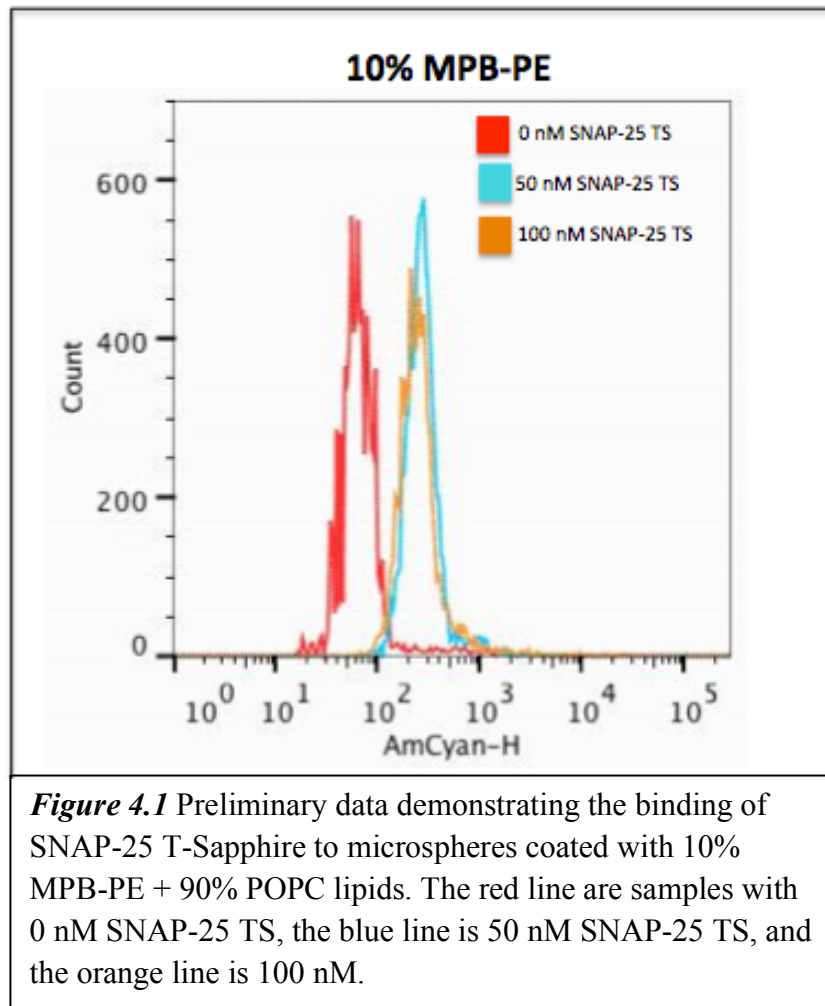 10% MPB-PE
0 nM SNAP-25 TS
50 nM SNAP-25 TS
100 nM SNAP-25 TS
600
400
200
0
Count
10^0 10^1 10^2 10^3 10^4 10^5
AmCyan-H
Figure 4.1 Preliminary data demonstrating the binding of
SNAP-25 T-Sapphire to microspheres coated with 10%
MPB-PE + 90% POPC lipids. The red line are samples with
0 nM SNAP-25 TS, the blue line is 50 nM SNAP-25 TS, and
the orange line is 100 nM.